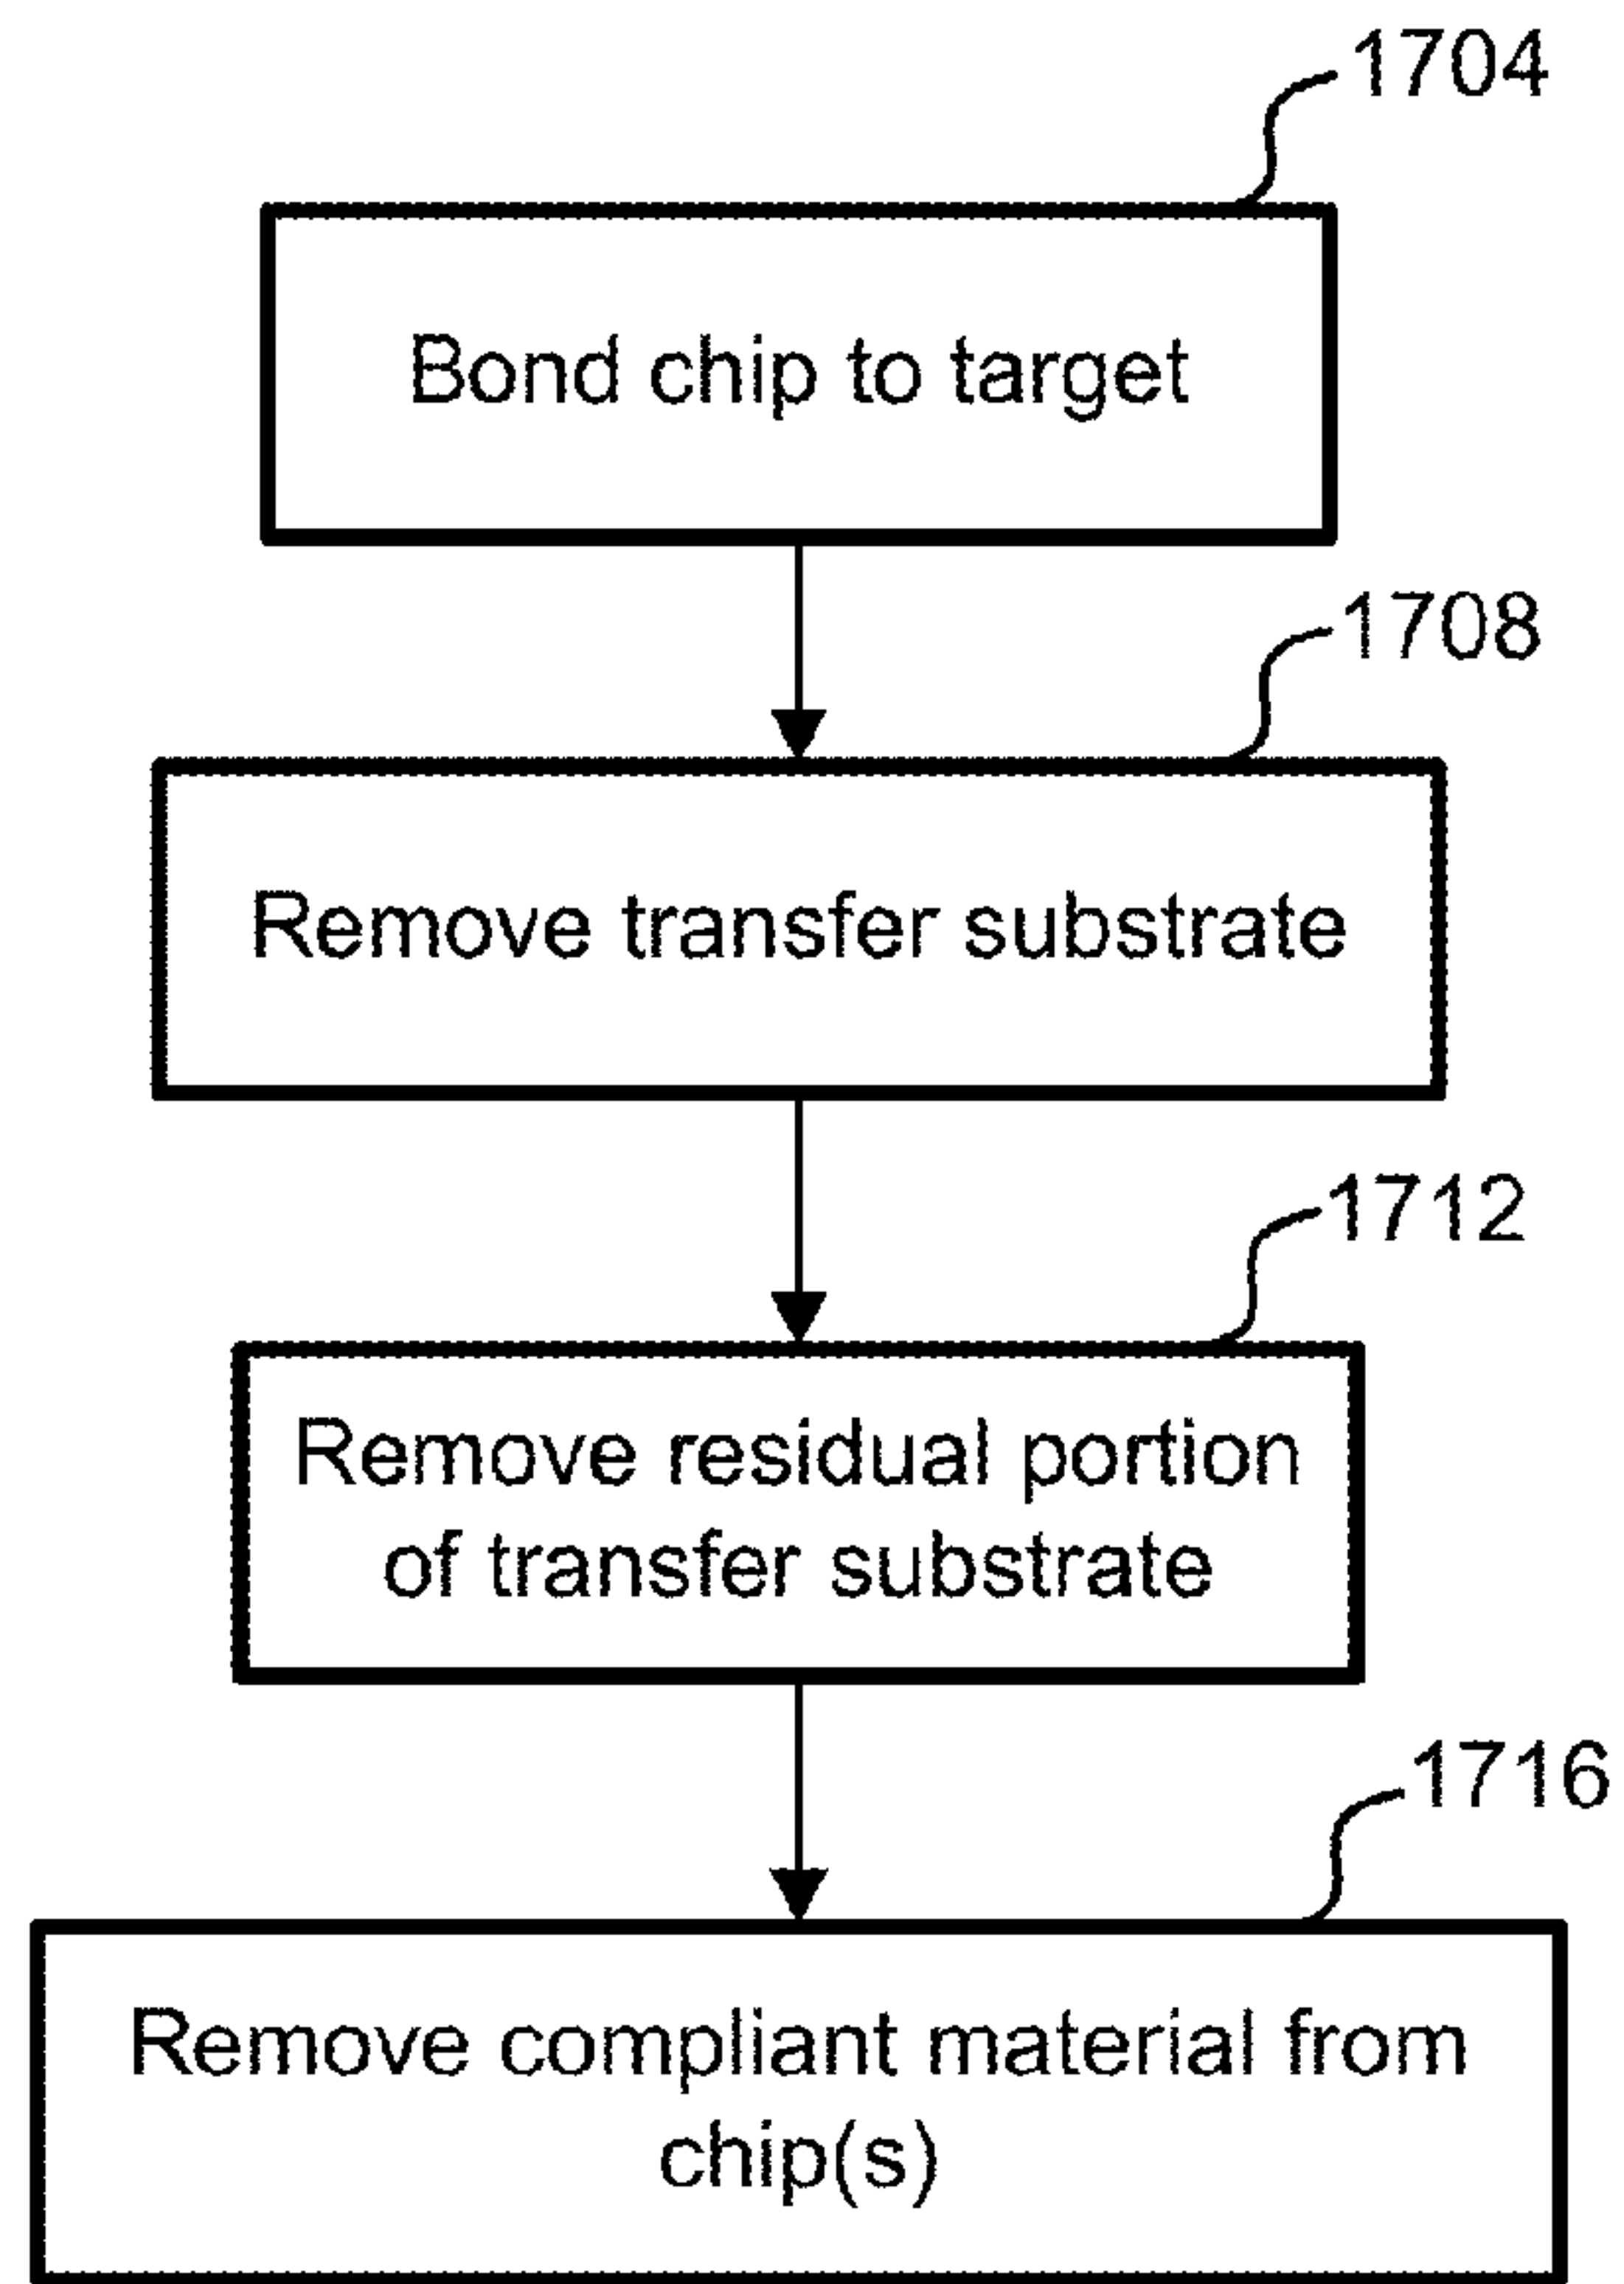 1704
Bond chip to target
1708
Remove transfer substrate
1712
Remove residual portion
of transfer substrate
1716
Remove compliant material from
chip(s)